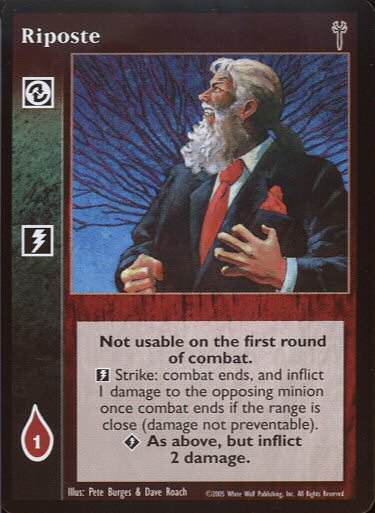 Riposte
Not usable on the first round
of combat.
Strike: combat ends, and inflict
1 damage to the opposing minion
once combat ends if the range is
close (damage not preventable).
As above, but inflict
2 damage.
1
Illus: Pete Burges & Dave Roach
©2005 White Wolf Publishing, Inc. All Rights Reserved